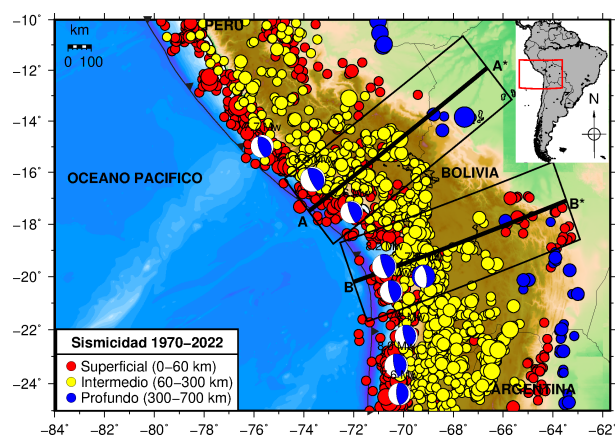 −10°
−12°
−14°
−16°
−18°
−20°
−22°
−24°
−84°
−82°
−80°
−78°
−76°
−74°
−72°
−70°
−68°
−66°
−64°
−62°
km
0 100
PERU
A*
N
Mw
BOLIVIA
OCEANO PACIFICO
A
B*
B
Sismicidad 1970−2022
Superficial (0−60 km)
Intermedio (60−300 km)
Profundo (300−700 km)
ARGENTINA